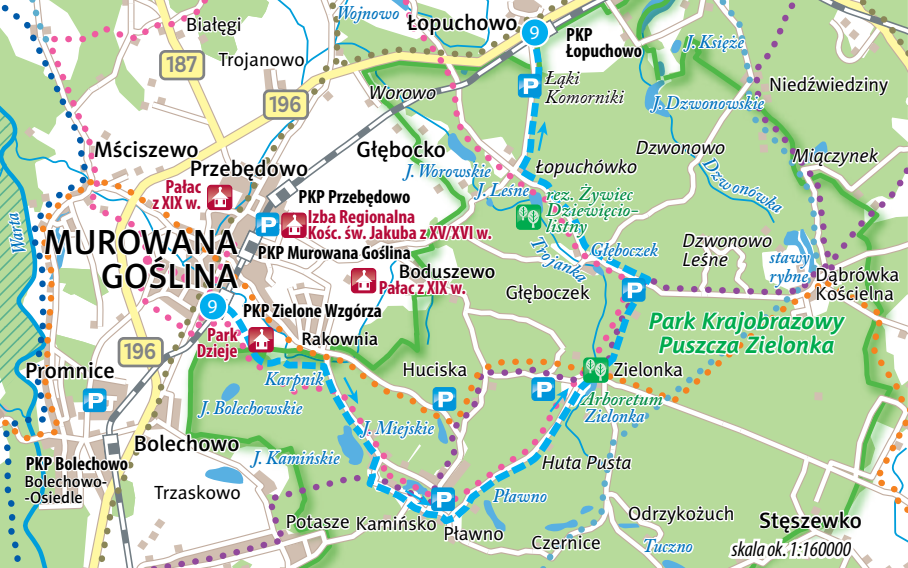 Białęgi
Wojnowo
Łopuchowo
9
PKP
Łopuchowo
J. Księże
187
Trojanowo
Niedźwiedziny
196
Worowo
P
Łąki
Komorniki
J. Dzwonowskie
Mściszewo
Przebędowo
Głębocko
Dzwonowo
Miączynek
Łopuchówko
J. Worowskie
Dzwonówka
Pałac
z XIX w.
PKP Przebędowo
J. Leśne
rez. Żywiec
Dziewięcio-
listny
P
Izba Regionalna
Kośc. św. Jakuba z XV/XVI w.
Warta
MUROWANA
GOŚLINA
PKP Murowana Goślina
Trojanka
Głęboczek
Dzwonowo
Leśne
stawy
rybne
Boduszewo
Pałac z XIX w.
Dąbrówka
Kościelna
Głęboczek
P
9
PKP Zielone Wzgórza
Park
Dzieje
Rakownia
Park Krajobrazowy
Puszcza Zielonka
196
Promnice
Karpnik
Huciska
Zielonka
P
J. Bolechowskie
P
P
Arboretum
Zielonka
J. Miejskie
Bolechowo
J. Kamińskie
PKP Bolechowo
Bolechowo-
-Osiedle
Huta Pusta
Trzaskowo
P
Pławno
Potasze
Kamińsko
Pławno
Odrzykożuch
Stęszewko
Czernice
Tuczno
skala ok. 1:160000